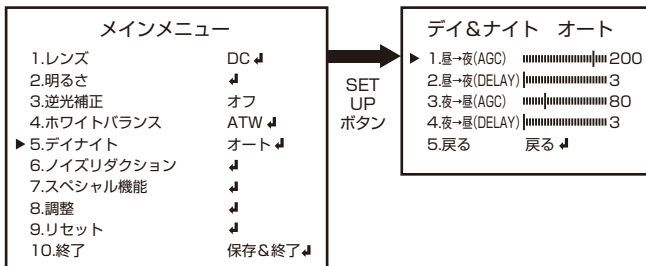 メインメニュー
1.レンズ DC↲
2.明るさ ↲
3.逆光補正 オフ
4.ホワイトバランス ATW↲
▶5.デイナイト オート↲
6.ノイズリダクション ↲
7.スペシャル機能 ↲
8.調整 ↲
9.リセット ↲
10.終了 保存&終了↲
SET
UP
ボタン
デイ&ナイト オート
▶ 1.昼→夜(AGC) 200
2.昼→夜(DELAY) 3
3.夜→昼(AGC) 80
4.夜→昼(DELAY) 3
5.戻る 戻る↲